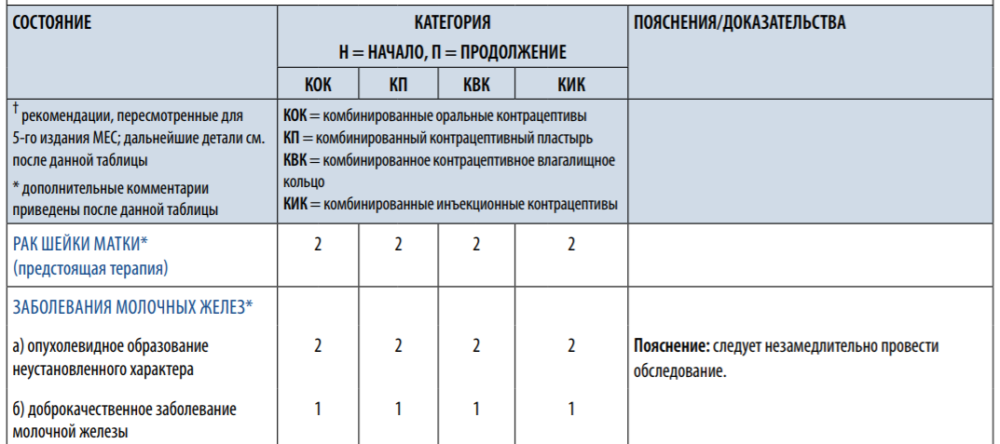 СОСТОЯНИЕ
КАТЕГОРИЯ
Н = НАЧАЛО, П = ПРОДОЛЖЕНИЕ
ПОЯСНЕНИЯ/ДОКАЗАТЕЛЬСТВА
КОК КП КВК КИК
† рекомендации, пересмотренные для
5-го издания МЕС; дальнейшие детали см.
после данной таблицы
* дополнительные комментарии
приведены после данной таблицы
КОК = комбинированные оральные контрацептивы
КП = комбинированный контрацептивный пластырь
КВК = комбинированное контрацептивное влагалищное
кольцо
КИК = комбинированные инъекционные контрацептивы
РАК ШЕЙКИ МАТКИ* 2 2 2 2
(предстоящая терапия)
ЗАБОЛЕВАНИЯ МОЛОЧНЫХ ЖЕЛЕЗ*
а) опухолевидное образование 2 2 2 2 Пояснение: следует незамедлительно провести
неустановленного характера обследование.
б) доброкачественное заболевание 1 1 1 1
молочной железы